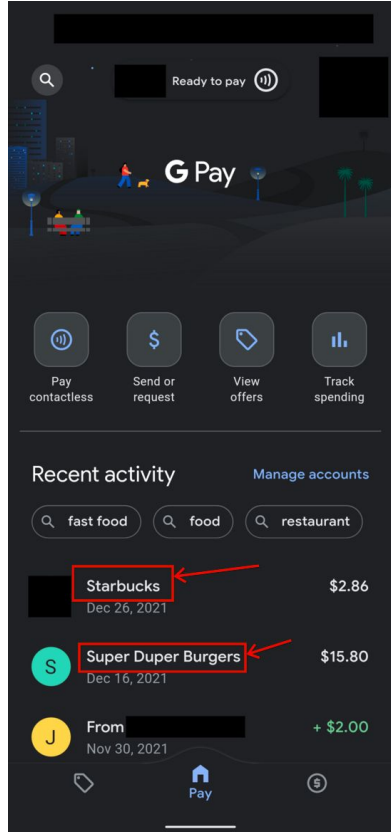 Ready to pay
G Pay
Pay contactless
Send or request
View offers
Track spending
Recent activity
Manage accounts
fast food
food
restaurant
Starbucks
$2.86
Dec 26, 2021
S
Super Duper Burgers
$15.80
Dec 16, 2021
J
From
+ $2.00
Nov 30, 2021
Pay